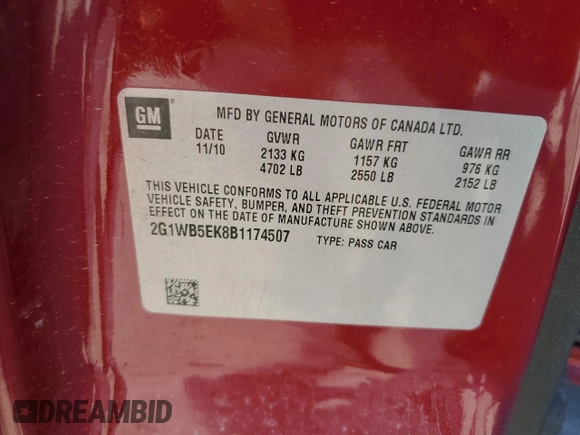 GM
MFD BY GENERAL MOTORS OF CANADA LTD.
DATE GVWR GAWR FRT GAWR RR
11/10 2133 KG 1157 KG 976 KG
4702 LB 2550 LB 2152 LB
THIS VEHICLE CONFORMS TO ALL APPLICABLE U.S. FEDERAL MOTOR
VEHICLE SAFETY, BUMPER, AND THEFT PREVENTION STANDARDS IN
EFFECT ON THE DATE OF MANUFACTURE SHOWN ABOVE.
2G1WB5EK8B1174507 TYPE: PASS CAR
DREAMBID